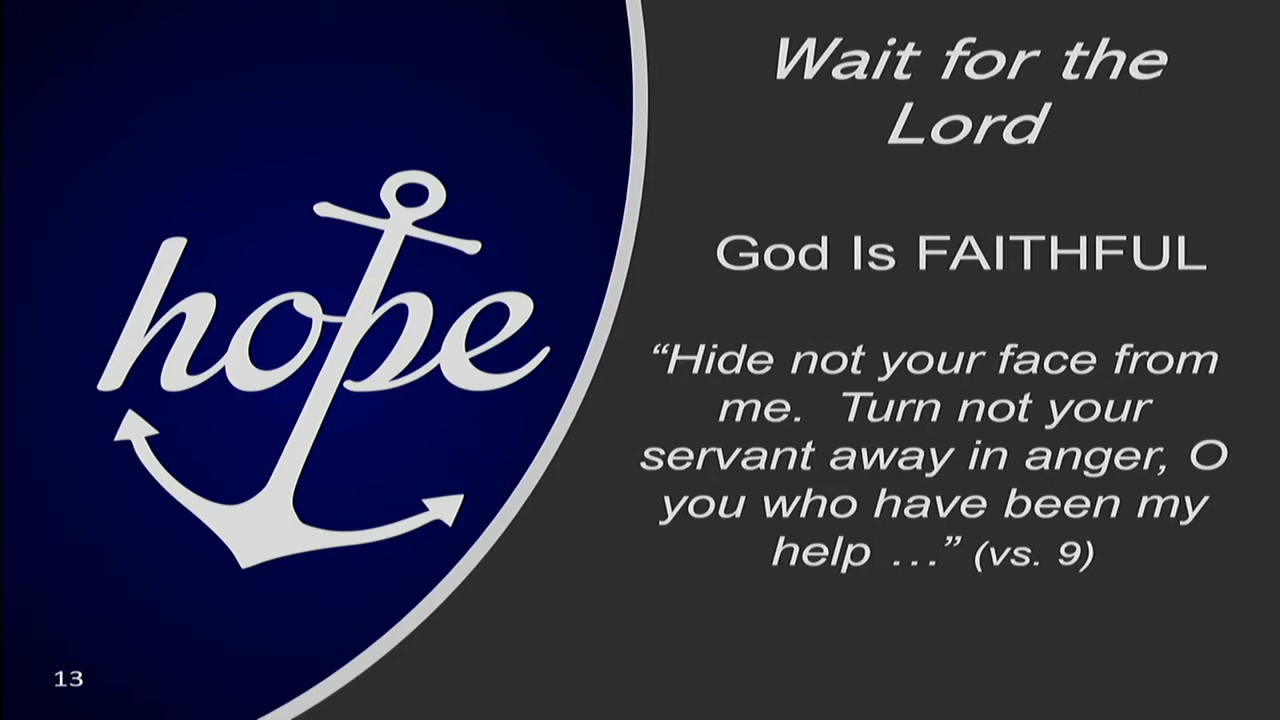 hope
Wait for the
Lord
God Is FAITHFUL
“Hide not your face from
me.  Turn not your
servant away in anger, O
you who have been my
help …” (vs. 9)
13